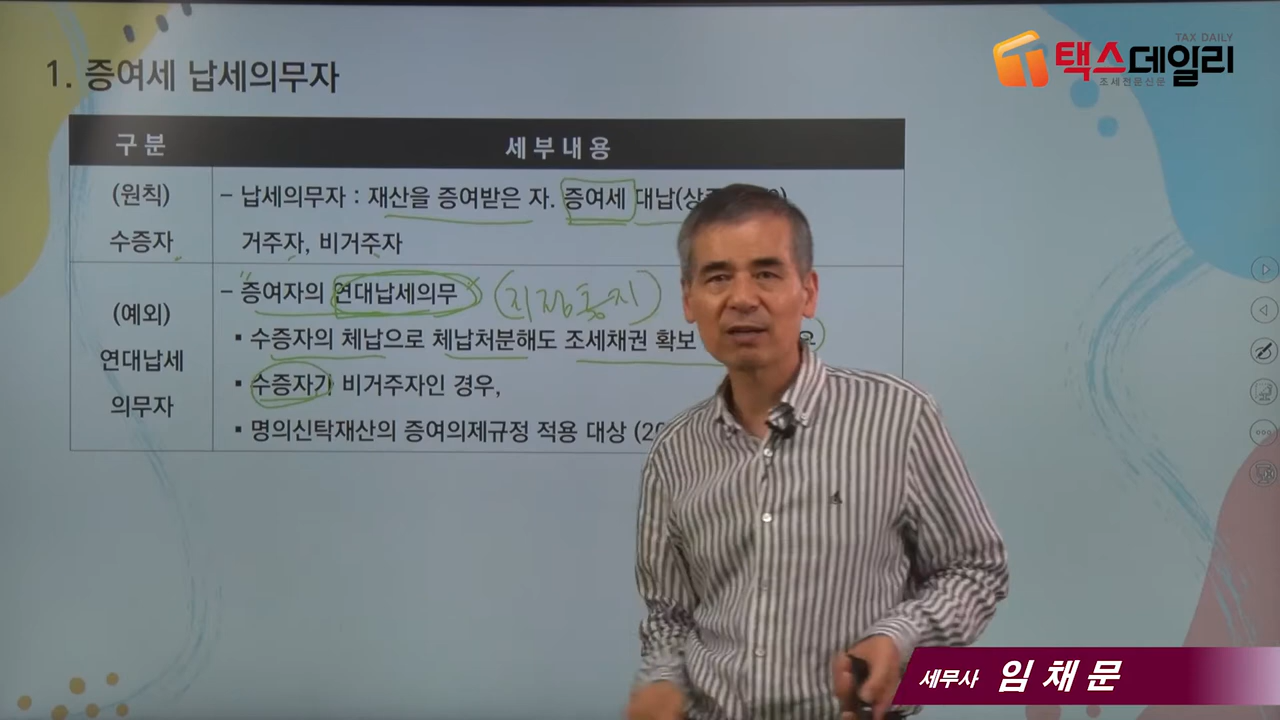 1. 증여세 납세의무자
TAX DAILY
택스데일리
조세전문신문
구 분
세 부 내 용
(원칙)
수증자
- 납세의무자 : 재산을 증여받은 자. 증여세 대납(상
거주자, 비거주자
(예외)
연대납세
의무자
- 증여자의 연대납세의무 (지정통지)
▪ 수증자의 체납으로 체납처분해도 조세채권 확보
▪ 수증자가 비거주자인 경우,
▪ 명의신탁재산의 증여의제규정 적용 대상 (20
세무사 임채문